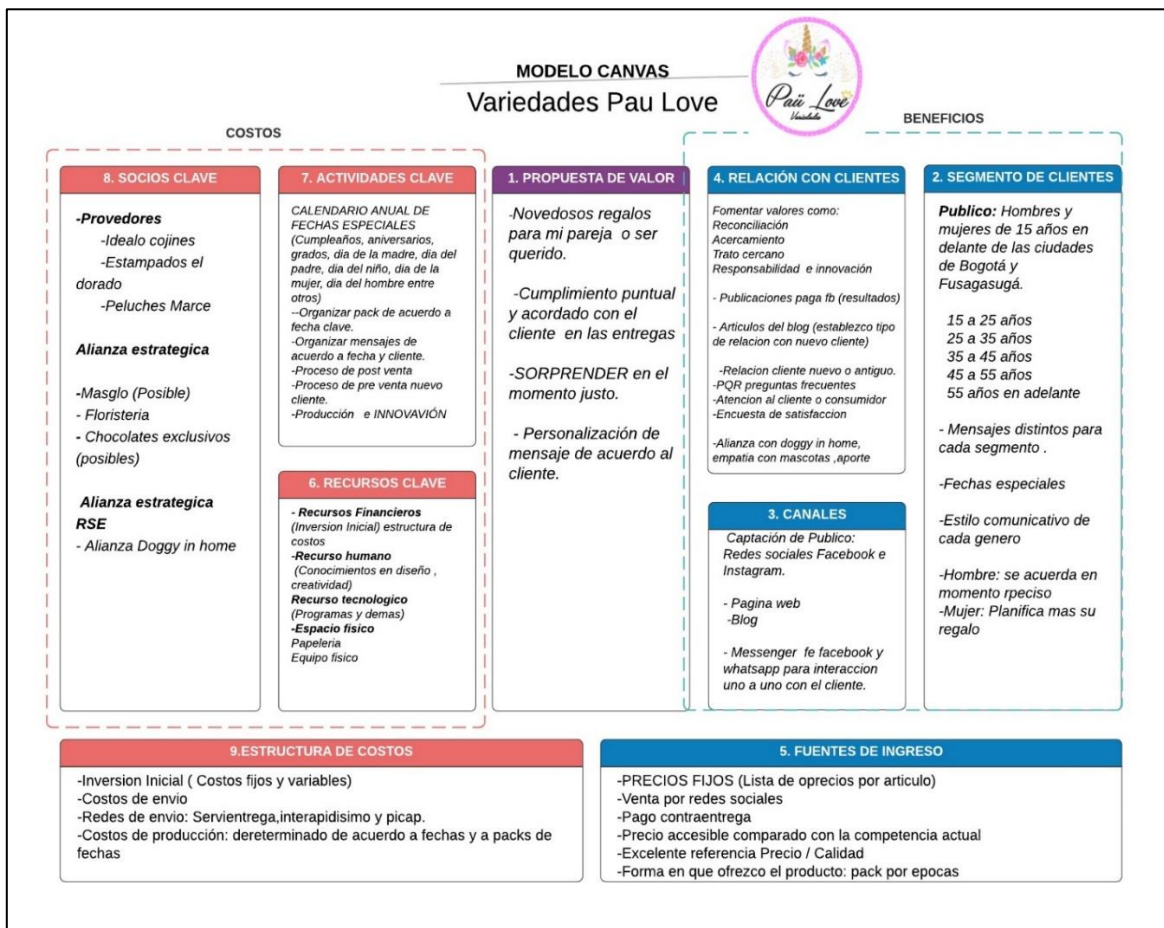 MODELO CANVAS
Variedades Pau Love
Paü Love
Variedades
COSTOS
BENEFICIOS
8. SOCIOS CLAVE
-Provedores
-Idealo cojines
-Estampados el
dorado
-Peluches Marce
Alianza estrategica
-Masglo (Posible)
- Floristeria
- Chocolates exclusivos
(posibles)
Alianza estrategica
RSE
- Alianza Doggy in home
7. ACTIVIDADES CLAVE
CALENDARIO ANUAL DE
FECHAS ESPECIALES
(Cumpleaños, aniversarios,
grados, dia de la madre, dia del
padre, dia del niño, dia de la
mujer, dia del hombre entre
otros)
--Organizar pack de acuerdo a
fecha clave.
-Organizar mensajes de
acuerdo a fecha y cliente.
-Proceso de post venta
-Proceso de pre venta nuevo
cliente.
-Producción e INNOVAVIÓN
6. RECURSOS CLAVE
- Recursos Financieros
(Inversion Inicial) estructura de
costos
-Recurso humano
(Conocimientos en diseño ,
creatividad)
Recurso tecnologico
(Programas y demas)
-Espacio fisico
Papeleria
Equipo físico
1. PROPUESTA DE VALOR
-Novedosos regalos
para mi pareja o ser
querido.
-Cumplimiento puntual
y acordado con el
cliente en las entregas
-SORPRENDER en el
momento justo.
- Personalización de
mensaje de acuerdo al
cliente.
4. RELACIÓN CON CLIENTES
Fomentar valores como:
Reconciliación
Acercamiento
Trato cercano
Responsabilidad e innovación
- Publicaciones paga fb (resultados)
- Articulos del blog (establezco tipo
de relacion con nuevo cliente)
-Relacion cliente nuevo o antiguo.
-PQR preguntas frecuentes
-Atencion al cliente o consumidor
-Encuesta de satisfaccion
-Alianza con doggy in home,
empatia con mascotas ,aporte
3. CANALES
Captación de Publico:
Redes sociales Facebook e
Instagram.
- Pagina web
-Blog
- Messenger fe facebook y
whatsapp para interaccion
uno a uno con el cliente.
2. SEGMENTO DE CLIENTES
Publico: Hombres y
mujeres de 15 años en
delante de las ciudades
de Bogotá y
Fusagasugá.
15 a 25 años
25 a 35 años
35 a 45 años
45 a 55 años
55 años en adelante
- Mensajes distintos para
cada segmento .
-Fechas especiales
-Estilo comunicativo de
cada genero
-Hombre: se acuerda en
momento rpeciso
-Mujer: Planifica mas su
regalo
9.ESTRUCTURA DE COSTOS
-Inversion Inicial ( Costos fijos y variables)
-Costos de envio
-Redes de envio: Servientrega,interapidisimo y picap.
-Costos de producción: dereterminado de acuerdo a fechas y a packs de
fechas
5. FUENTES DE INGRESO
-PRECIOS FIJOS (Lista de oprecios por articulo)
-Venta por redes sociales
-Pago contraentrega
-Precio accesible comparado con la competencia actual
-Excelente referencia Precio / Calidad
-Forma en que ofrezco el producto: pack por epocas